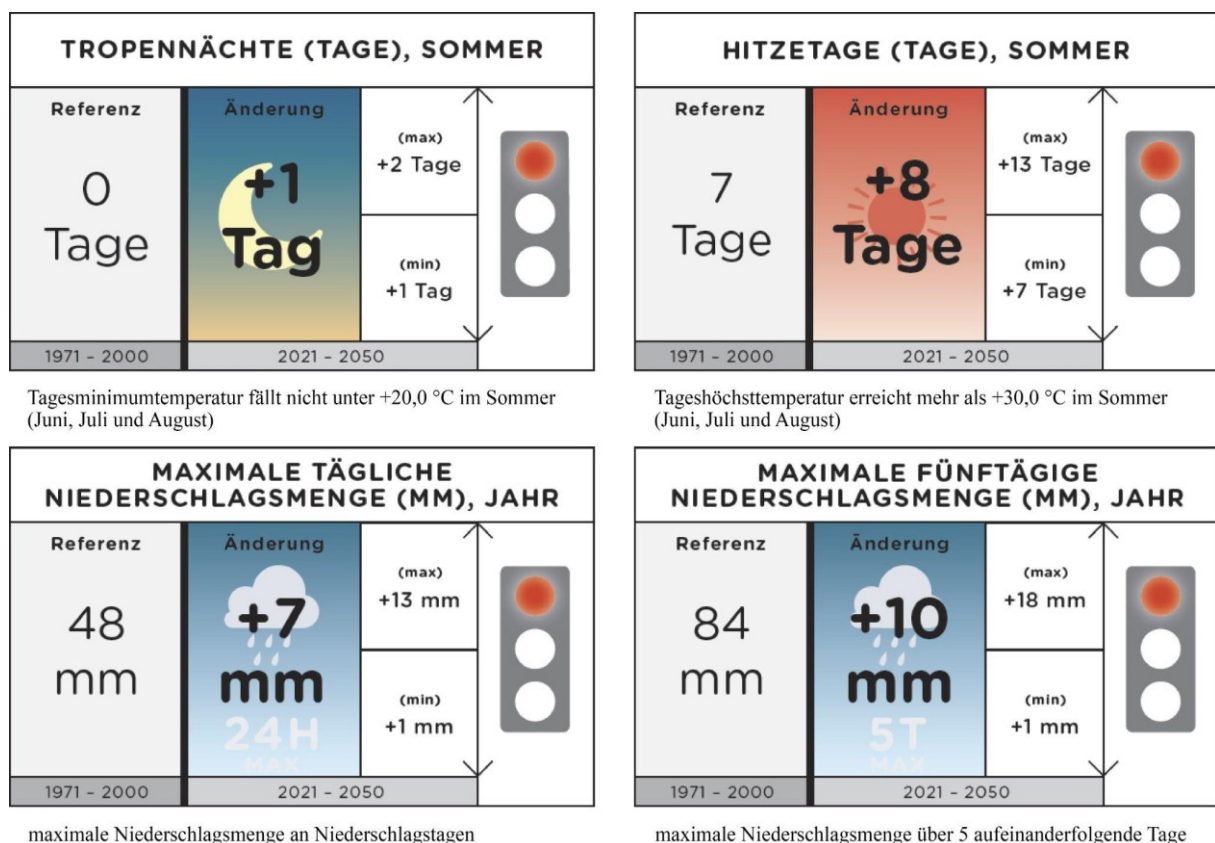 TROPENNÄCHTE (TAGE), SOMMER
Referenz
Änderung
0
Tage
+1
Tag
(max)
+2 Tage
(min)
+1 Tag
1971 – 2000
2021 – 2050
Tagesminimumtemperatur fällt nicht unter +20,0 °C im Sommer
(Juni, Juli und August)
HITZETAGE (TAGE), SOMMER
Referenz
Änderung
7
Tage
+8
Tage
(max)
+13 Tage
(min)
+7 Tage
1971 – 2000
2021 – 2050
Tageshöchsttemperatur erreicht mehr als +30,0 °C im Sommer
(Juni, Juli und August)
MAXIMALE TÄGLICHE
NIEDERSCHLAGSMENGE (MM), JAHR
Referenz
Änderung
48
mm
+7
mm
24H
MAX
(max)
+13 mm
(min)
+1 mm
1971 – 2000
2021 – 2050
maximale Niederschlagsmenge an Niederschlagstagen
MAXIMALE FÜNFTÄGIGE
NIEDERSCHLAGSMENGE (MM), JAHR
Referenz
Änderung
84
mm
+10
mm
5T
MAX
(max)
+18 mm
(min)
+1 mm
1971 – 2000
2021 – 2050
maximale Niederschlagsmenge über 5 aufeinanderfolgende Tage